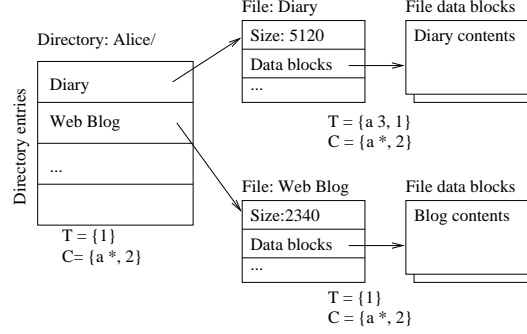 File: Diary
File data blocks
Directory: Alice/
Size: 5120
Diary contents
Data blocks
...
Diary
Web Blog
...
Directory entries
T = {a 3, 1}
C = {a *, 2}
File: Web Blog
File data blocks
Size:2340
Blog contents
Data blocks
...
T = {1}
C= {a *, 2}
T = {1}
C = {a *, 2}